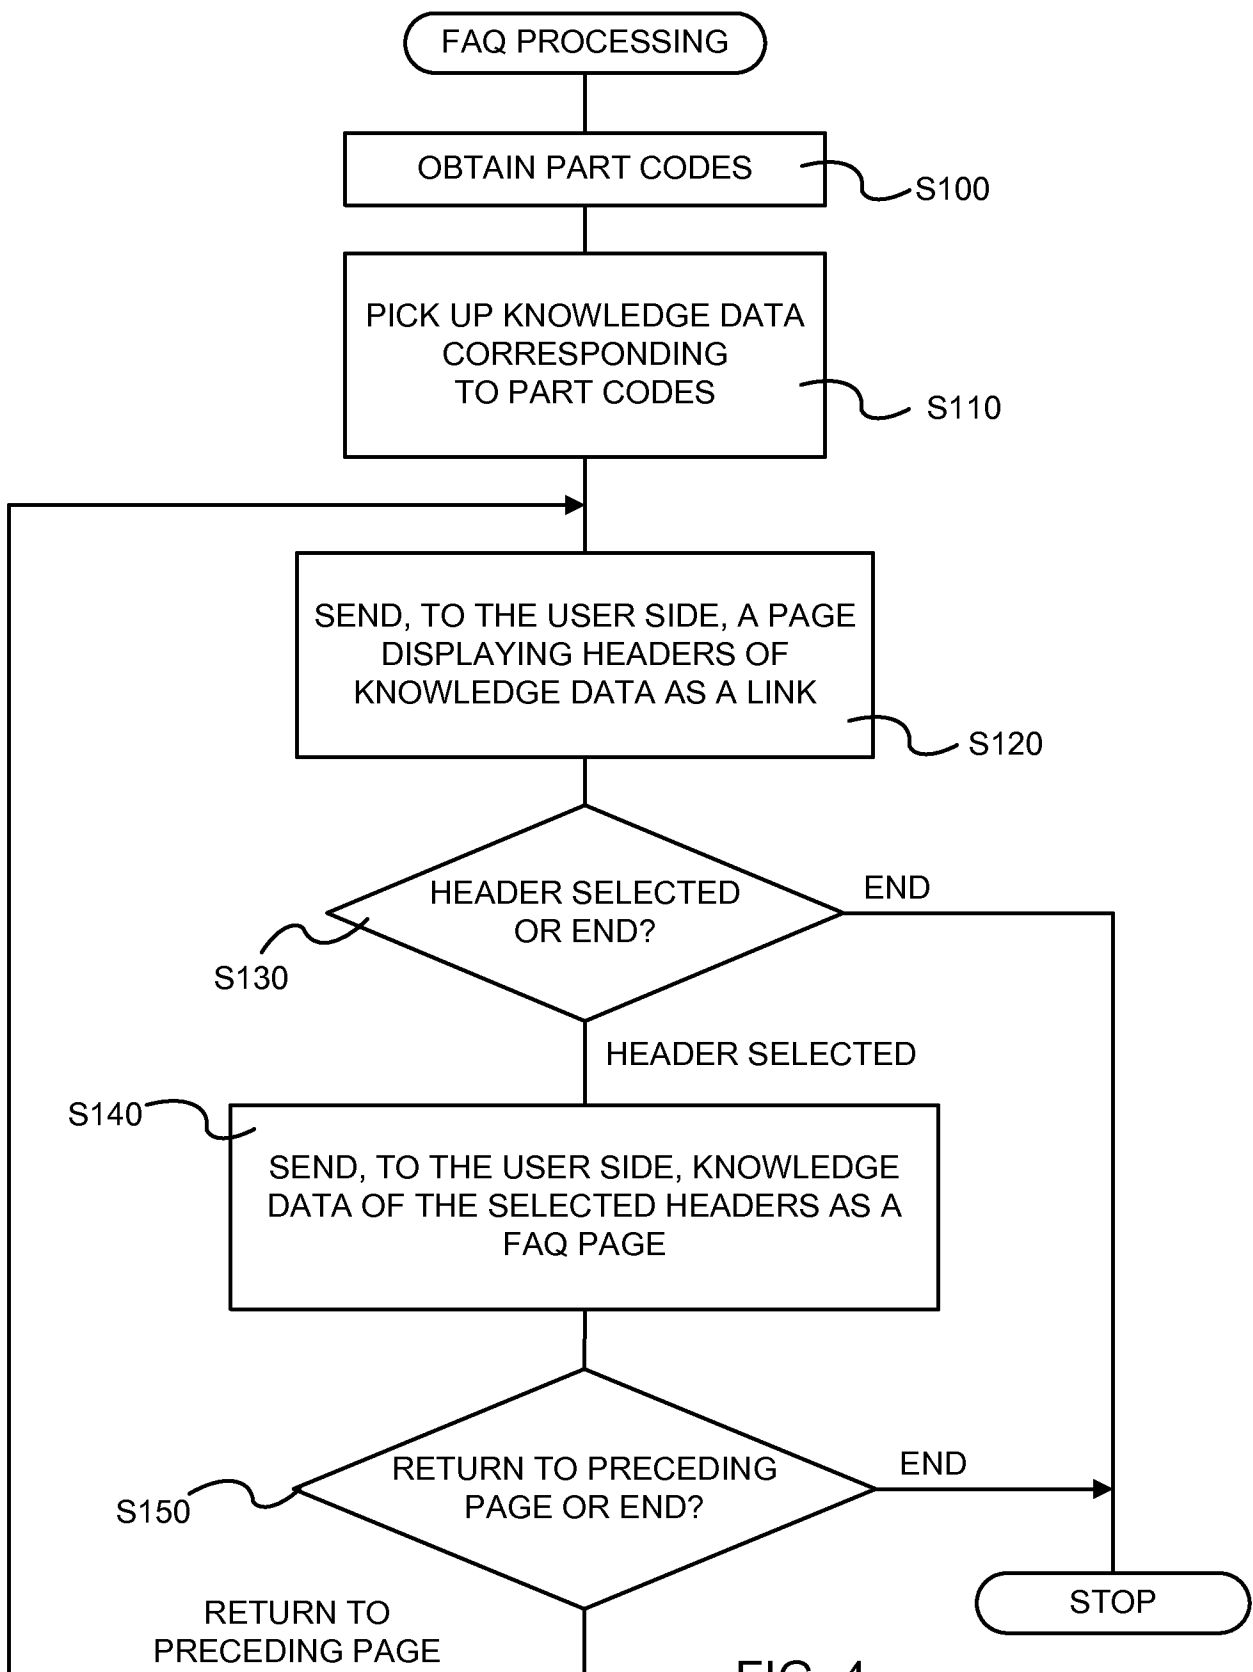 FAQ PROCESSING
OBTAIN PART CODES
S100
PICK UP KNOWLEDGE DATA
CORRESPONDING
TO PART CODES
S110
SEND, TO THE USER SIDE, A PAGE
DISPLAYING HEADERS OF
KNOWLEDGE DATA AS A LINK
S120
HEADER SELECTED
OR END?
END
S130
HEADER SELECTED
S140
SEND, TO THE USER SIDE, KNOWLEDGE
DATA OF THE SELECTED HEADERS AS A
FAQ PAGE
RETURN TO PRECEDING
PAGE OR END?
END
S150
STOP
RETURN TO
PRECEDING PAGE
FIG. 4